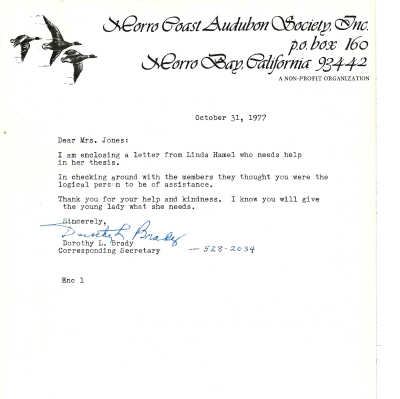 Morro Coast Audubon Society, Inc.
p.o. box 160
Morro Bay, California 93442
A NON-PROFIT ORGANIZATION
October 31, 1977
Dear Mrs. Jones:
I am enclosing a letter from Linda Hamel who needs help
in her thesis.
In checking around with the members they thought you were the
logical person to be of assistance.
Thank you for your help and kindness. I know you will give
the young lady what she needs.
Sincerely,
Dorothy L Brady
Dorothy L. Brady
Corresponding Secretary — 528-2034
Enc 1